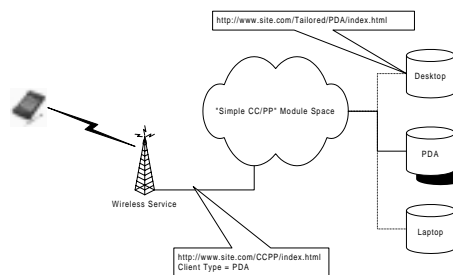 http://www.site.com/Tailored/PDA/index.html
Desktop
"Simple CC/PP" Module Space
PDA
Wireless Service
Laptop
http://www.site.com/CCPP/index.html
Client Type = PDA